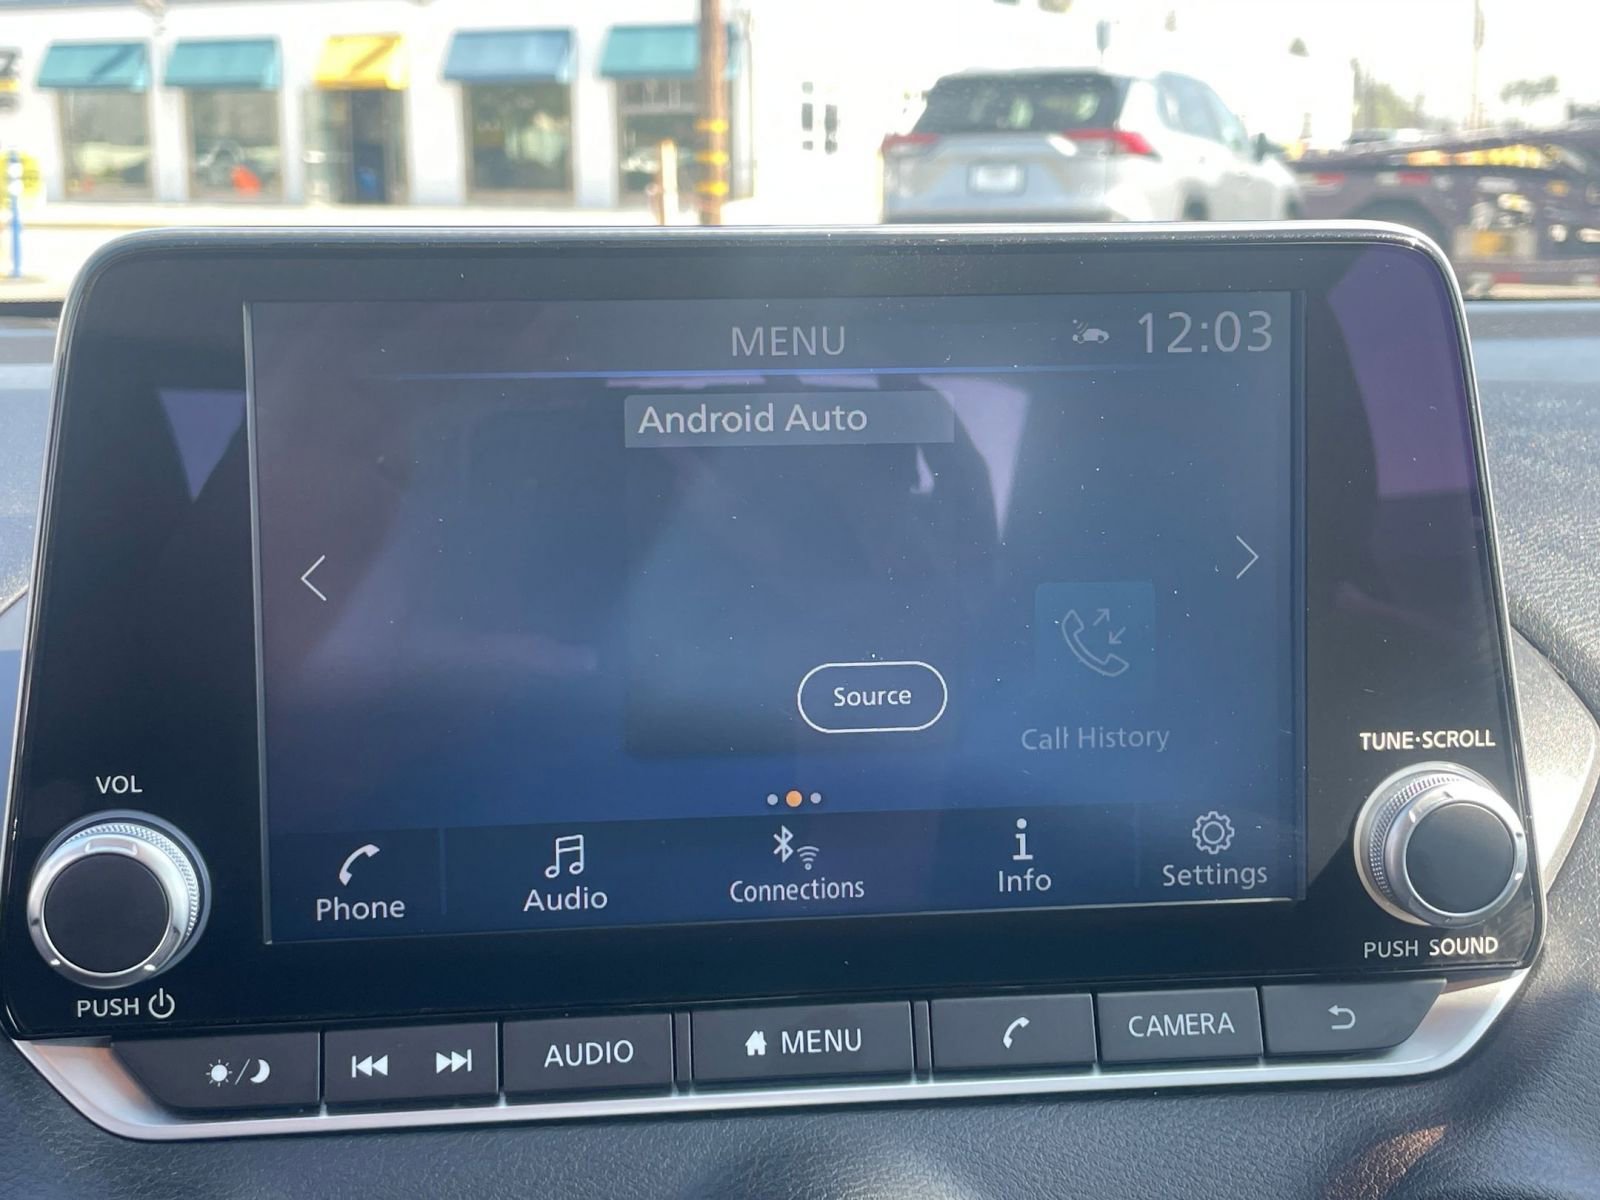 MENU
12:03
Android Auto
Source
Call History
Phone
Audio
Connections
Info
Settings
VOL
PUSH
TUNE·SCROLL
PUSH SOUND
AUDIO
MENU
CAMERA